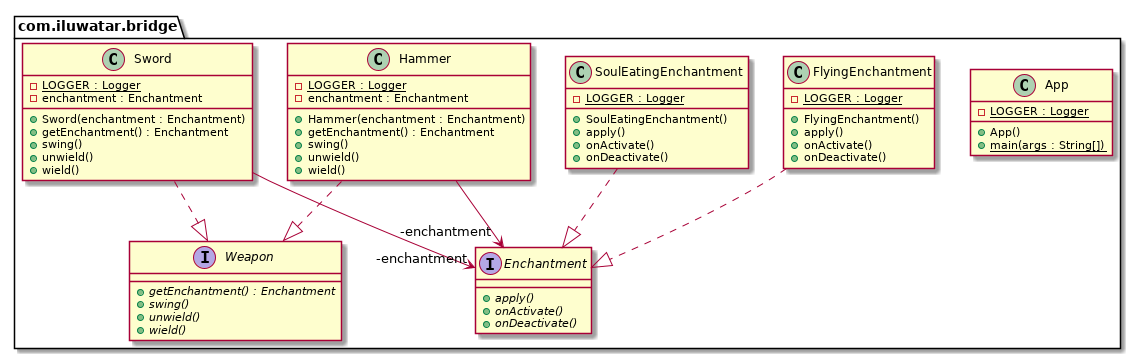 com.iluwatar.bridge
C Sword
LOGGER : Logger
enchantment : Enchantment
Sword(enchantment : Enchantment)
getEnchantment() : Enchantment
swing()
unwield()
wield()
C Hammer
LOGGER : Logger
enchantment : Enchantment
Hammer(enchantment : Enchantment)
getEnchantment() : Enchantment
swing()
unwield()
wield()
C SoulEatingEnchantment
LOGGER : Logger
SoulEatingEnchantment()
apply()
onActivate()
onDeactivate()
C FlyingEnchantment
LOGGER : Logger
FlyingEnchantment()
apply()
onActivate()
onDeactivate()
C App
LOGGER : Logger
App()
main(args : String[])
-enchantment
-enchantment
I Weapon
getEnchantment() : Enchantment
swing()
unwield()
wield()
I Enchantment
apply()
onActivate()
onDeactivate()